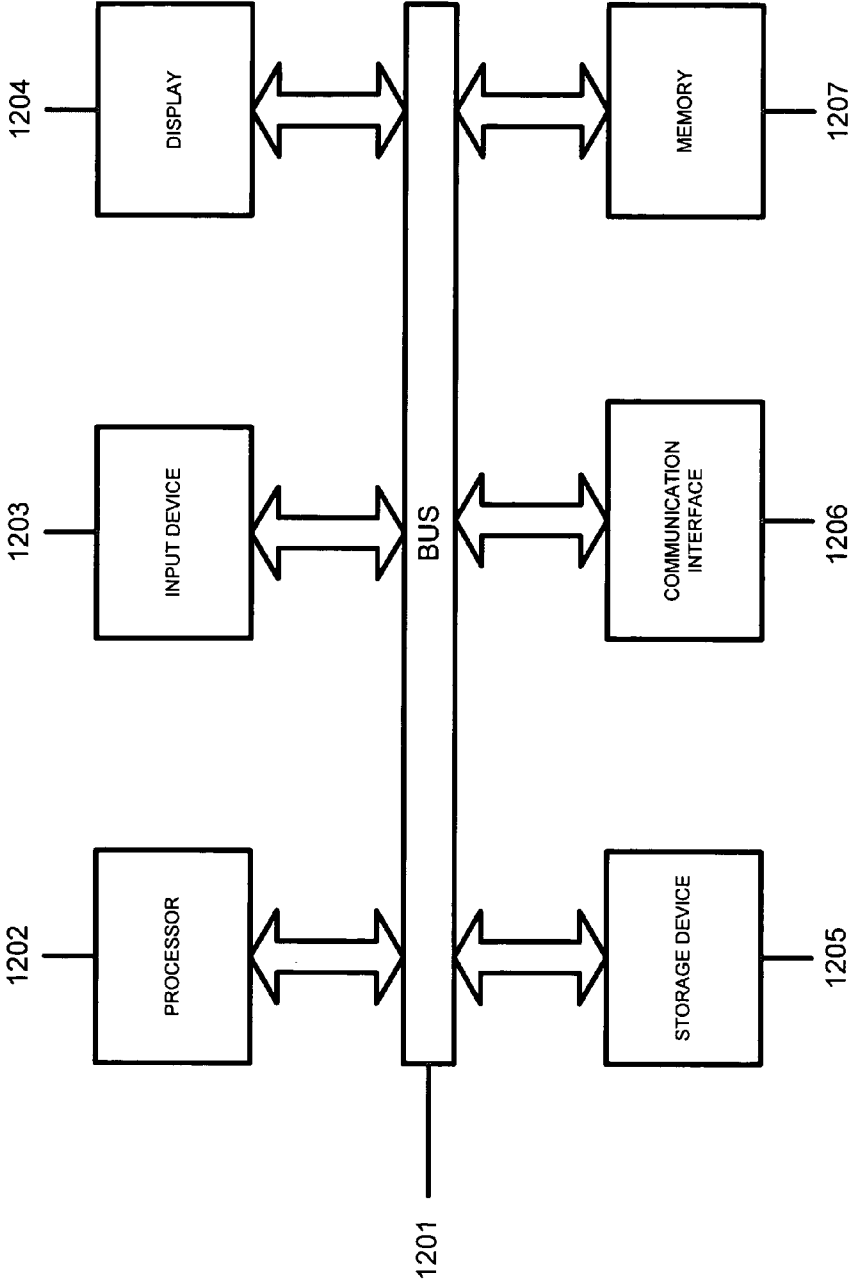 1202
1203
1204
PROCESSOR
INPUT DEVICE
DISPLAY
1201
BUS
STORAGE DEVICE
COMMUNICATION
INTERFACE
MEMORY
1205
1206
1207